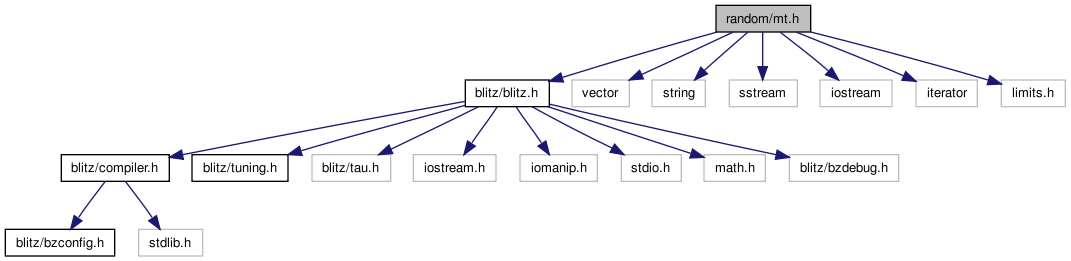 random/mt.h
blitz/blitz.h
vector
string
sstream
iostream
iterator
limits.h
blitz/compiler.h
blitz/tuning.h
blitz/tau.h
iostream.h
iomanip.h
stdio.h
math.h
blitz/bzdebug.h
blitz/bzconfig.h
stdlib.h